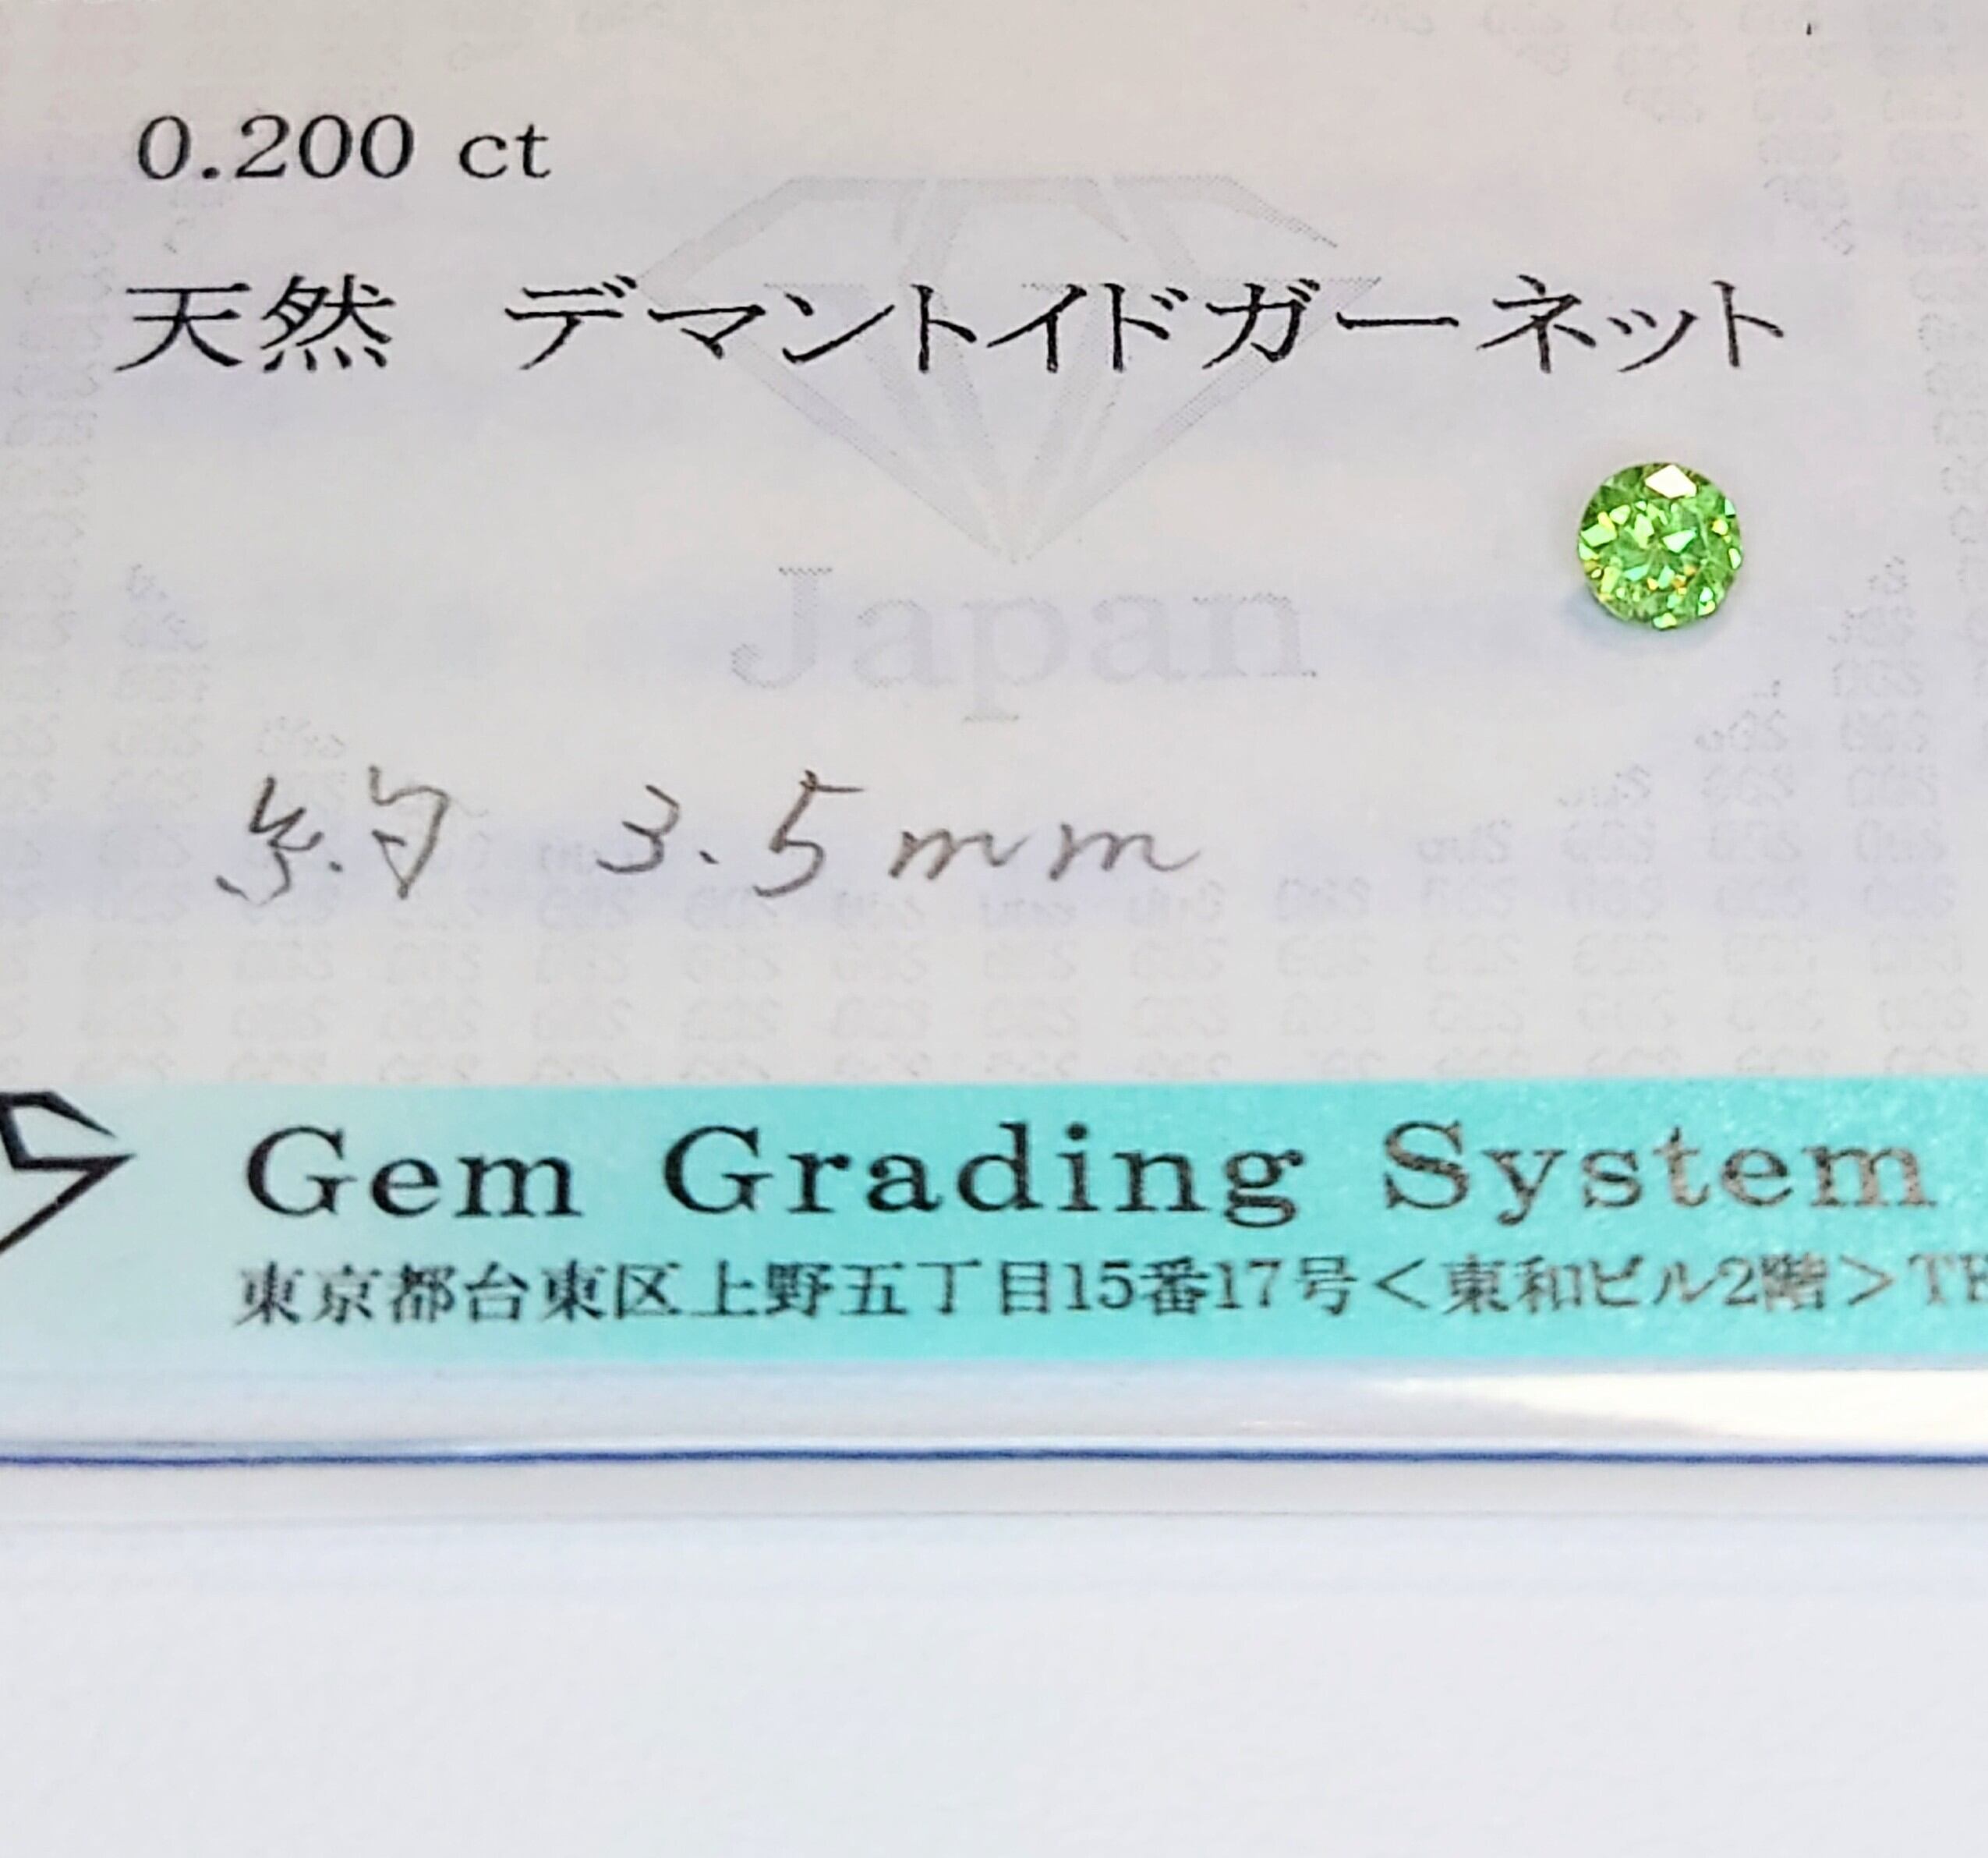 0.200 ct
天然 デマントイドガーネット
Japan
約 3.5mm
Gem Grading System
東京都台東区上野五丁目15番17号<東和ビル2階>